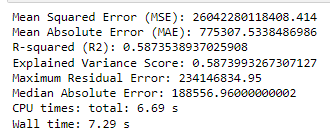 Mean Squared Error (MSE): 26042280118408.414
Mean Absolute Error (MAE): 775307.5338486986
R-squared (R2): 0.5873538937025908
Explained Variance Score: 0.5873993267307127
Maximum Residual Error: 234146834.95
Median Absolute Error: 188556.96000000002
CPU times: total: 6.69 s
Wall time: 7.29 s